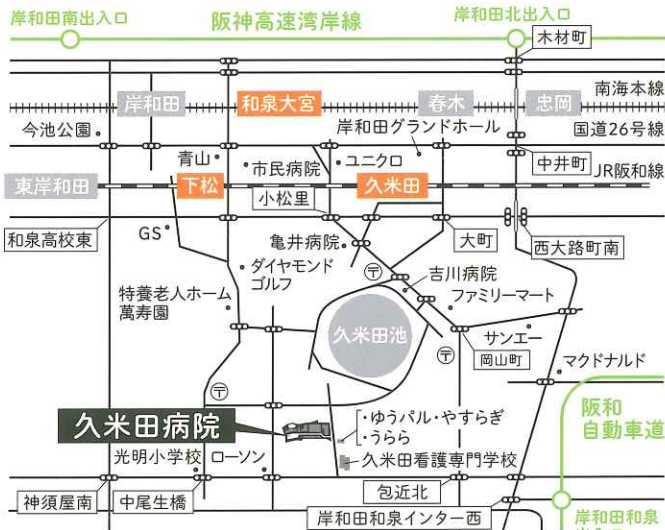 岸和田南出入口
阪神高速湾岸線
岸和田北出入口
木材町
南海本線
岸和田
和泉大宮
春木
忠岡
今池公園
岸和田グランドホール
国道26号線
青山
市民病院
ユニクロ
中井町
JR阪和線
東岸和田
下松
小松里
久米田
和泉高校東
GS
亀井病院
大町
西大路町南
ダイヤモンド
ゴルフ
〒
吉川病院
特養老人ホーム
萬寿園
ファミリーマート
久米田池
サンエー
〒
岡山町
マクドナルド
〒
阪和
自動車道
久米田病院
・ゆうパル・やすらぎ
・うらら
光明小学校
ローソン
久米田看護専門学校
神須屋南
中尾生橋
包近北
岸和田和泉インター西
岸和田和泉